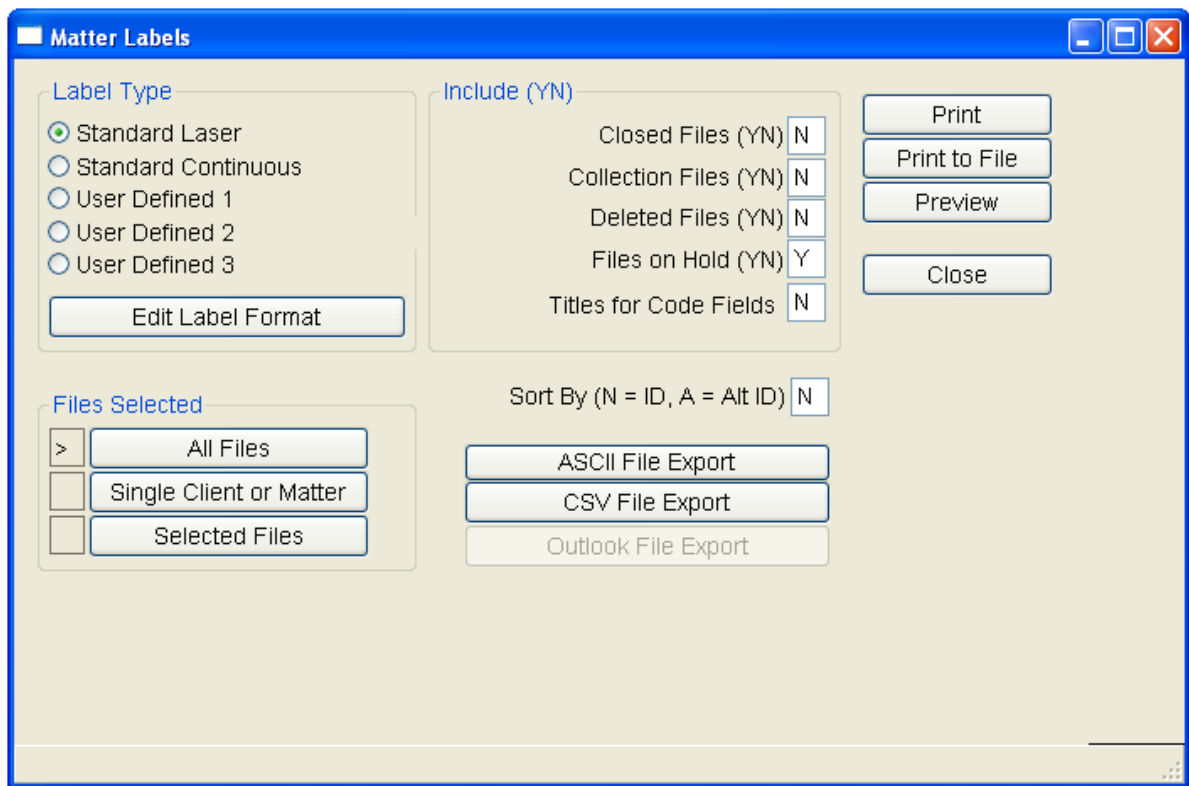 Matter Labels
Label Type
Standard Laser
Standard Continuous
User Defined 1
User Defined 2
User Defined 3
Edit Label Format
Include (YN)
Closed Files (YN) N
Collection Files (YN) N
Deleted Files (YN) N
Files on Hold (YN) Y
Titles for Code Fields N
Print
Print to File
Preview
Close
Files Selected
> All Files
Single Client or Matter
Selected Files
Sort By (N = ID, A = Alt ID) N
ASCII File Export
CSV File Export
Outlook File Export